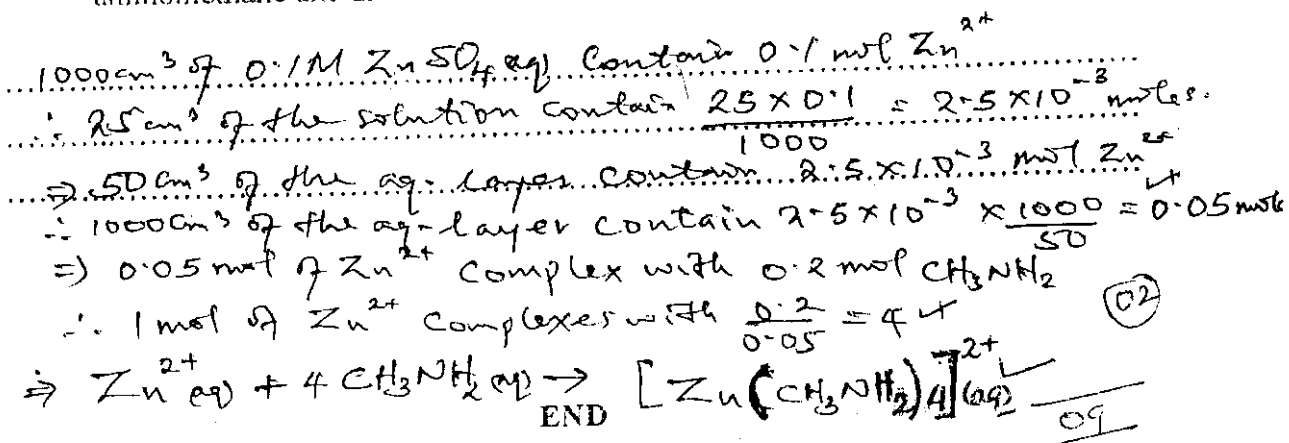 1000cm³ of 0.1M ZnSO₄ aq) Contain 0.1 mol Zn²⁺
∴ 25cm³ of the solution contain 25 × 0.1 / 1000 = 2.5 × 10⁻³ moles.
⇒ 50 cm³ of the aq. layer contain 2.5 × 10⁻³ mol Zn²⁺
∴ 1000cm³ of the aq-layer contain 2.5 × 10⁻³ × 1000 / 50 = 0.05 mols
⇒ 0.05 mol of Zn²⁺ complex with 0.2 mol CH₃NH₂
∴ 1 mol of Zn²⁺ complexes with 0.2 / 0.05 = 4 02
⇒ Zn²⁺ aq) + 4 CH₃NH₂ aq) → [Zn(CH₃NH₂)4]²⁺(aq)
END
09